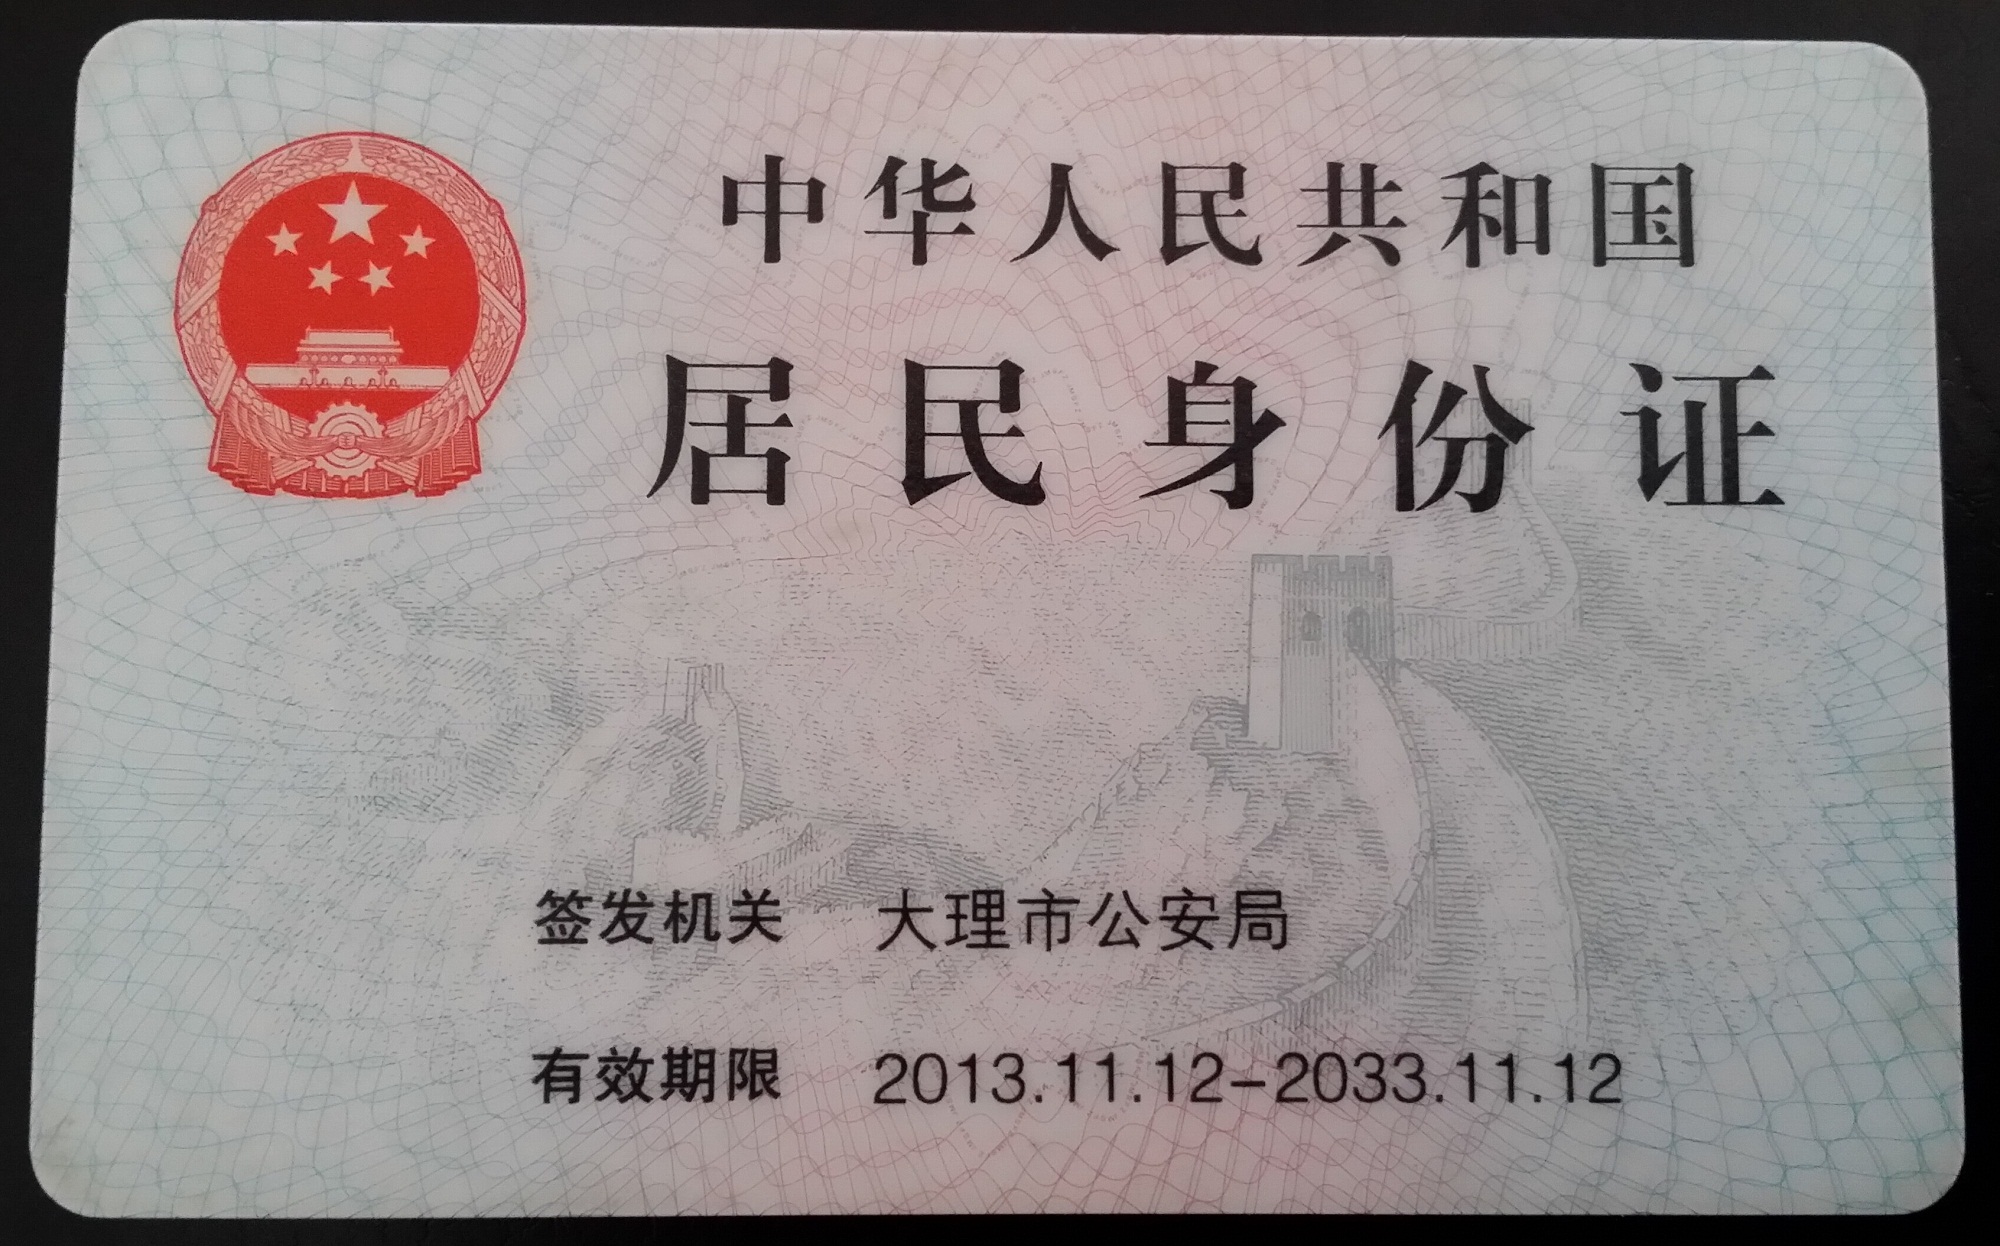 中华人民共和国
居民身份证
签发机关 大理市公安局
有效期限 2013.11.12-2033.11.12